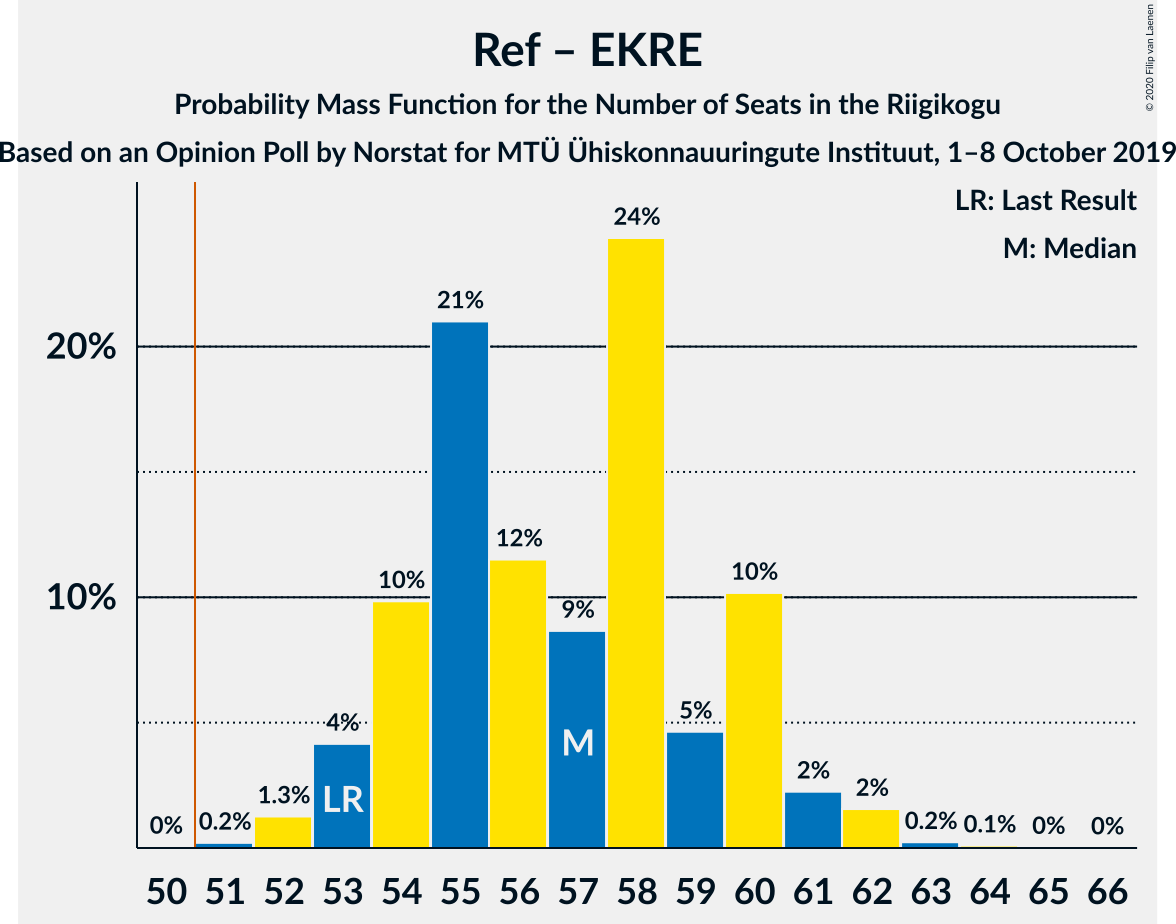 Ref – EKRE
Probability Mass Function for the Number of Seats in the Riigikogu
Based on an Opinion Poll by Norstat for MTÜ Ühiskonnauuringute Instituut, 1–8 October 2019
© 2020 Filip van Laenen
LR: Last Result
M: Median
24%
21%
20%
12%
10%
10%
10%
9%
4%
5%
M
2%
2%
1.3%
LR
0%
0.2%
0.2%
0.1%
0%
0%
50 51 52 53 54 55 56 57 58 59 60 61 62 63 64 65 66